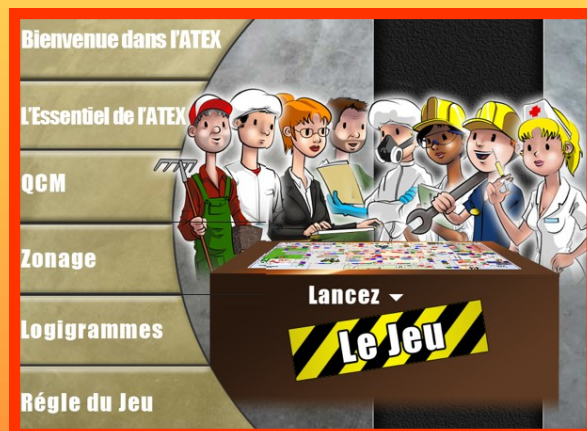 Bienvenue dans l'ATEX
L'Essentiel de l'ATEX
QCM
Zonage
Logigrammes
Régle du Jeu
Lancez
Le Jeu